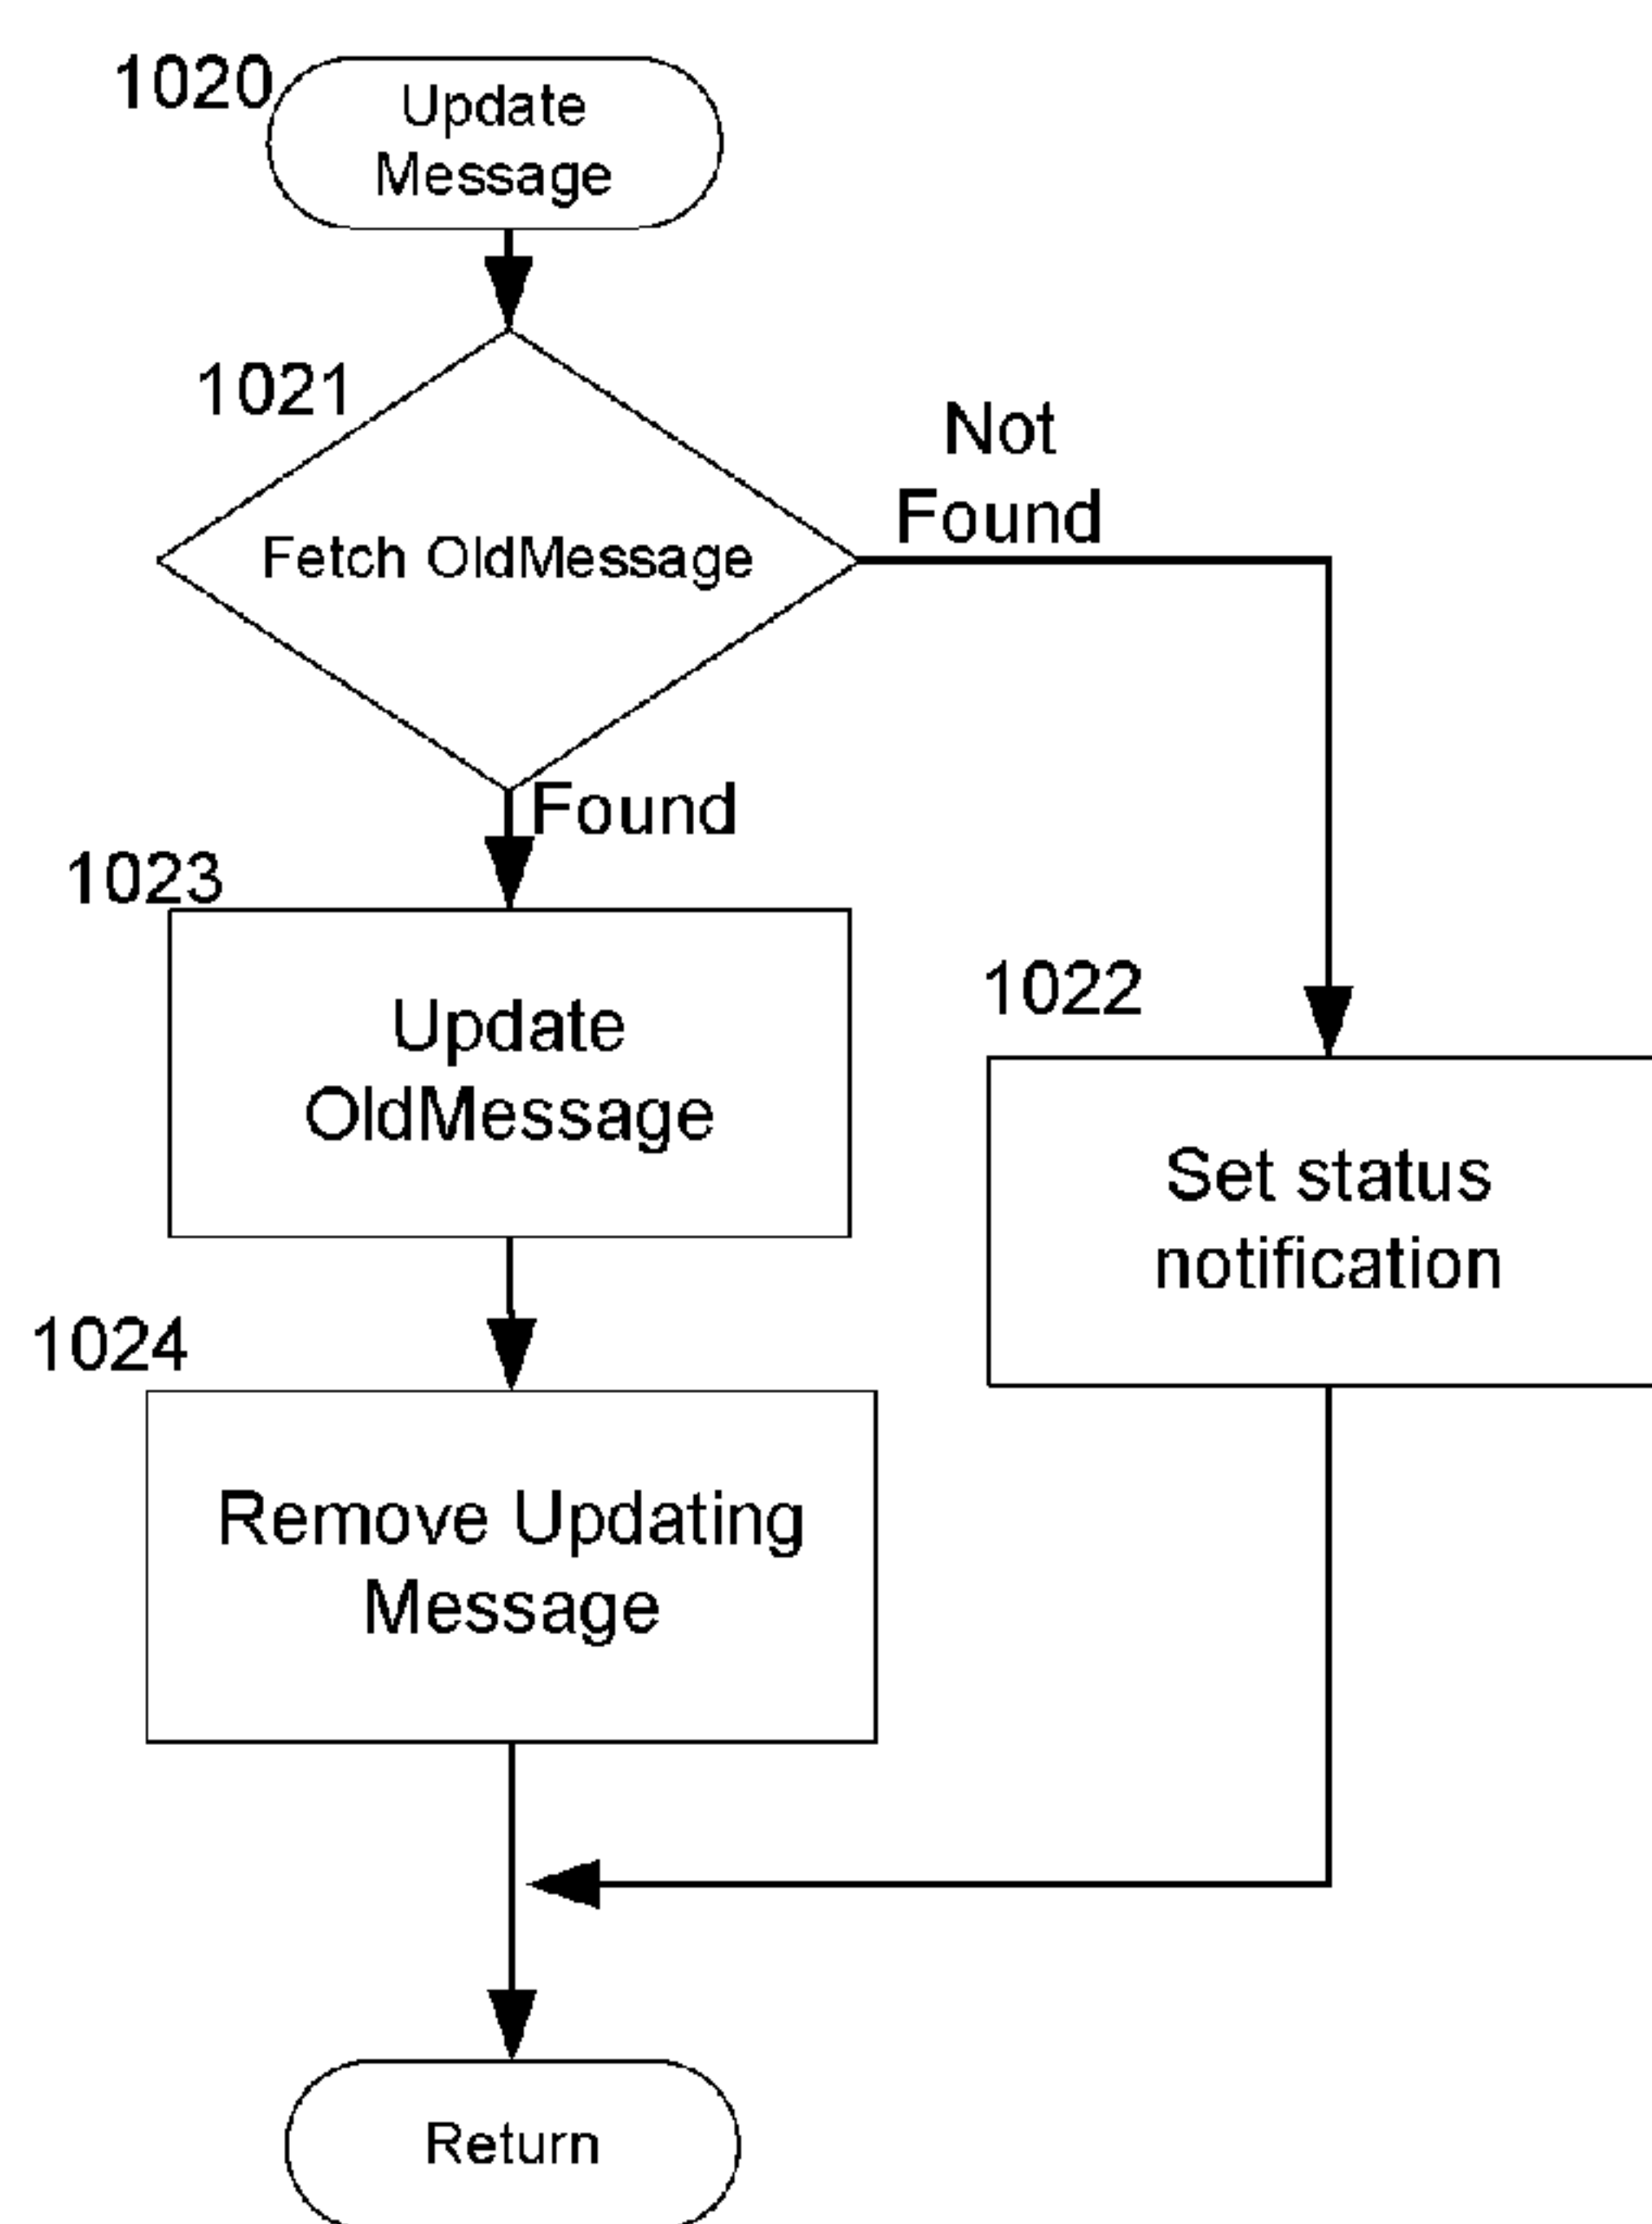 1020
Update
Message
1021
Fetch OldMessage
Not
Found
Found
1023
Update
OldMessage
1022
Set status
notification
1024
Remove Updating
Message
Return